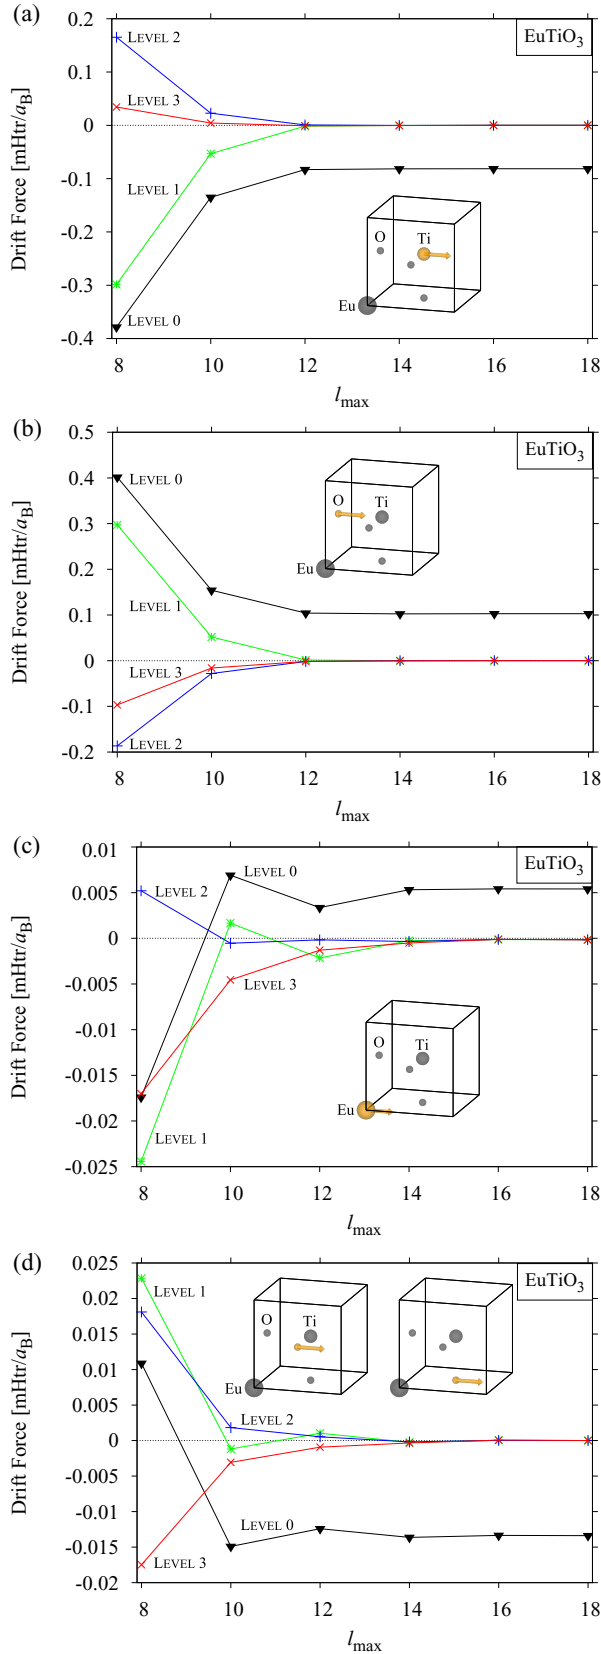 (a)
EuTiO3
Drift Force [mHtr/aB]
0.2
0.1
0
-0.1
-0.2
-0.3
-0.4
LEVEL 2
LEVEL 3
LEVEL 1
LEVEL 0
O
Ti
Eu
8 10 12 14 16 18
lmax
(b)
EuTiO3
Drift Force [mHtr/aB]
0.5
0.4
0.3
0.2
0.1
0
-0.1
-0.2
LEVEL 0
LEVEL 1
LEVEL 3
LEVEL 2
O
Ti
Eu
8 10 12 14 16 18
lmax
(c)
EuTiO3
Drift Force [mHtr/aB]
0.01
0.005
0
-0.005
-0.01
-0.015
-0.02
-0.025
LEVEL 0
LEVEL 2
LEVEL 3
LEVEL 1
O
Ti
Eu
8 10 12 14 16 18
lmax
(d)
EuTiO3
Drift Force [mHtr/aB]
0.025
0.02
0.015
0.01
0.005
0
-0.005
-0.01
-0.015
-0.02
LEVEL 1
LEVEL 2
LEVEL 0
LEVEL 3
O
Ti
Eu
8 10 12 14 16 18
lmax